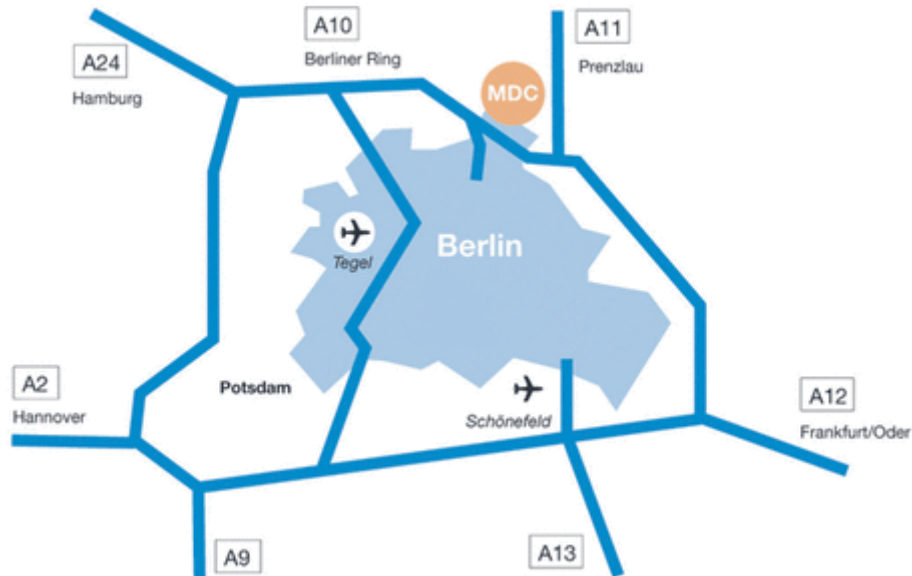 A10
Berliner Ring
A11
Prenzlau
A24
Hamburg
MDC
Berlin
Tegel
A2
Hannover
Potsdam
Schönefeld
A12
Frankfurt/Oder
A9
A13